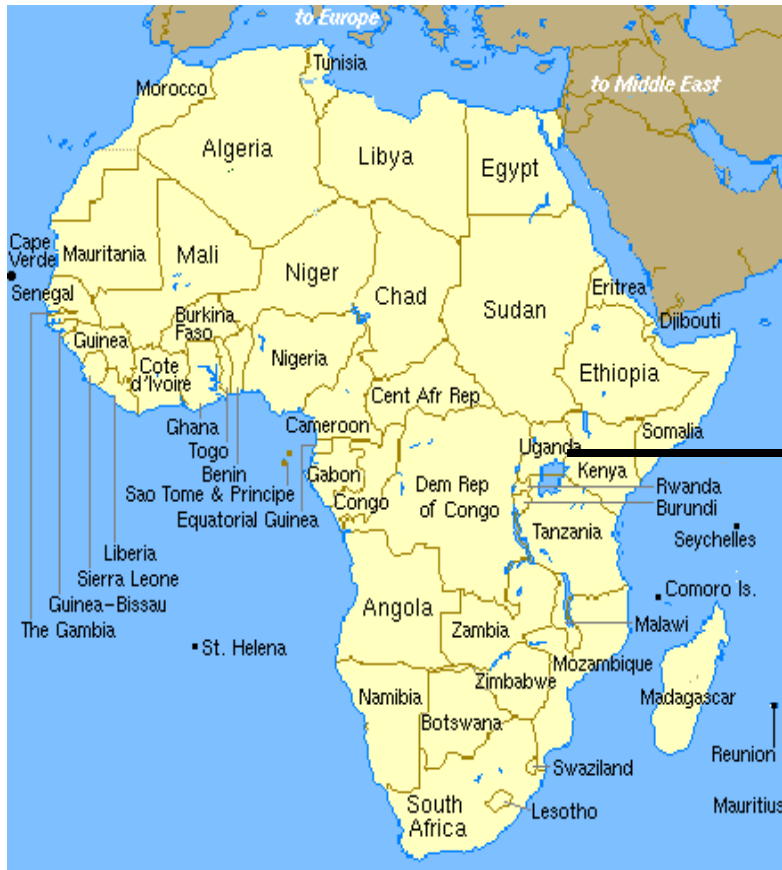 to Europe
Tunisia
to Middle East
Morocco
Algeria
Libya
Egypt
Cape
Verde
Mauritania
Mali
Niger
Chad
Sudan
Eritrea
Senegal
Djibouti
Burkina
Faso
Guinea
Nigeria
Cote
d'Ivoire
Ethiopia
Cent Afr Rep
Ghana
Cameroon
Somalia
Togo
Uganda
Benin
Gabon
Kenya
Sao Tome & Principe
Dem Rep
of Congo
Rwanda
Congo
Burundi
Equatorial Guinea
Tanzania
Seychelles
Liberia
Sierra Leone
Guinea-Bissau
Comoro Is.
The Gambia
Angola
Zambia
Malawi
St. Helena
Mozambique
Zimbabwe
Namibia
Madagascar
Botswana
Reunion
Swaziland
South
Africa
Lesotho
Mauritius